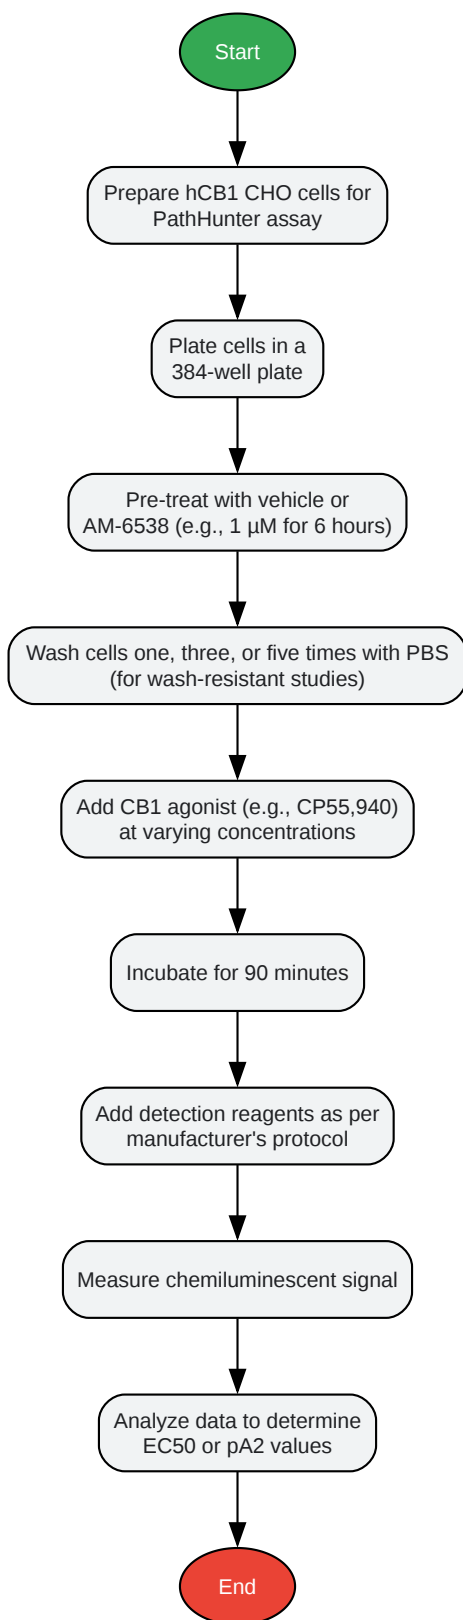 Start
Prepare hCB1 CHO cells for
PathHunter assay
Plate cells in a
384-well plate
Pre-treat with vehicle or
AM-6538 (e.g., 1 µM for 6 hours)
Wash cells one, three, or five times with PBS
(for wash-resistant studies)
Add CB1 agonist (e.g., CP55,940)
at varying concentrations
Incubate for 90 minutes
Add detection reagents as per
manufacturer's protocol
Measure chemiluminescent signal
Analyze data to determine
EC50 or pA2 values
End